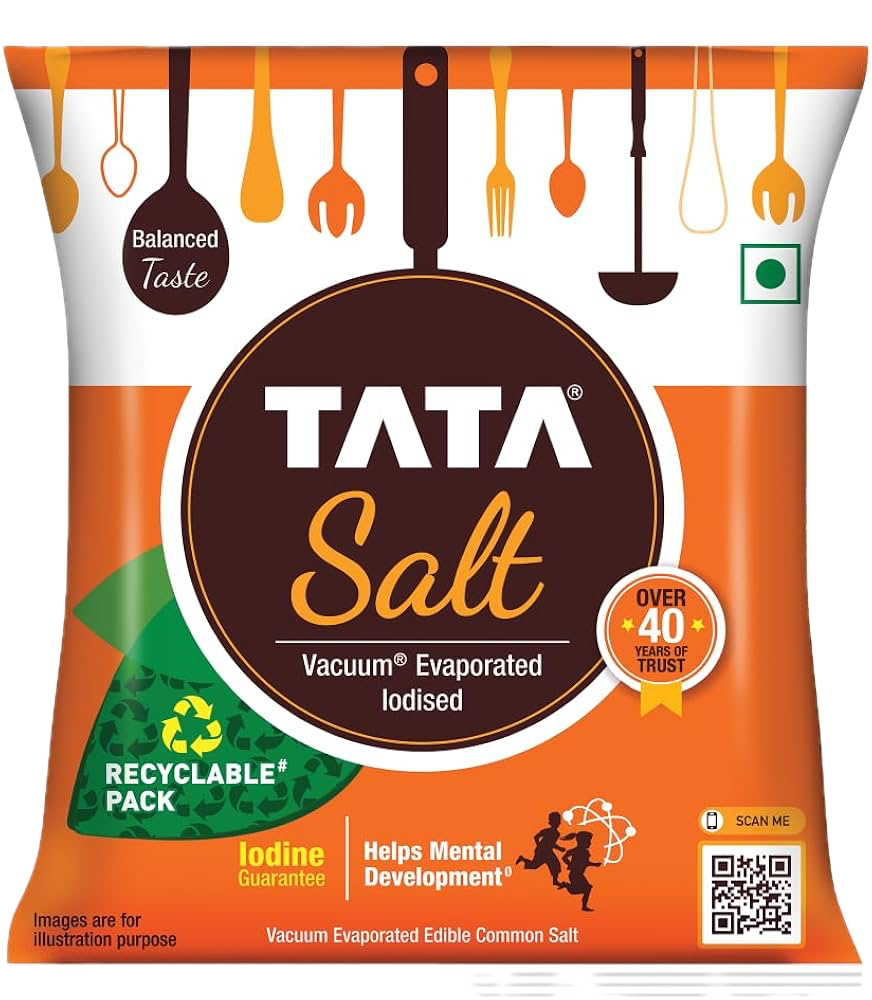 Balanced
Taste
TATA®
Salt
Vacuum® Evaporated
Iodised
OVER
40
YEARS OF
TRUST
RECYCLABLE#
PACK
Iodine
Guarantee
Helps Mental
Development⁰
SCAN ME
Images are for
illustration purpose
Vacuum Evaporated Edible Common Salt